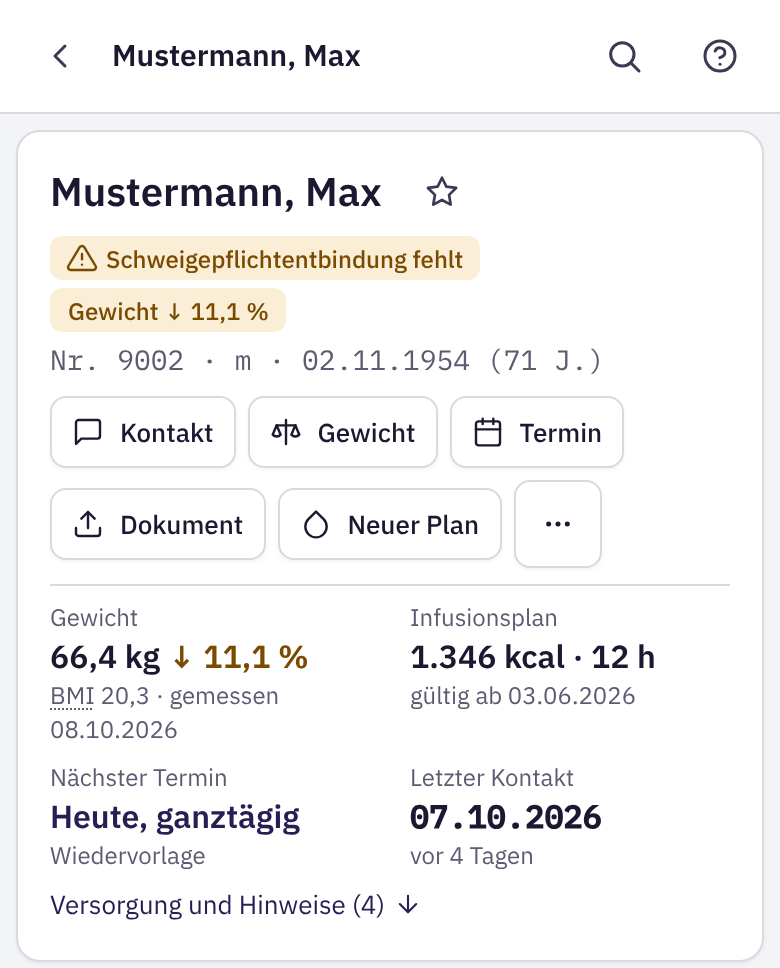 Mustermann, Max
Mustermann, Max
Schweigepflichtentbindung fehlt
Gewicht ↓ 11,1 %
Nr. 9002 · m · 02.11.1954 (71 J.)
Kontakt
Gewicht
Termin
Dokument
Neuer Plan
···
Gewicht
66,4 kg ↓ 11,1 %
BMI 20,3 · gemessen
08.10.2026
Infusionsplan
1.346 kcal · 12 h
gültig ab 03.06.2026
Nächster Termin
Heute, ganztägig
Wiedervorlage
Letzter Kontakt
07.10.2026
vor 4 Tagen
Versorgung und Hinweise (4) ↓